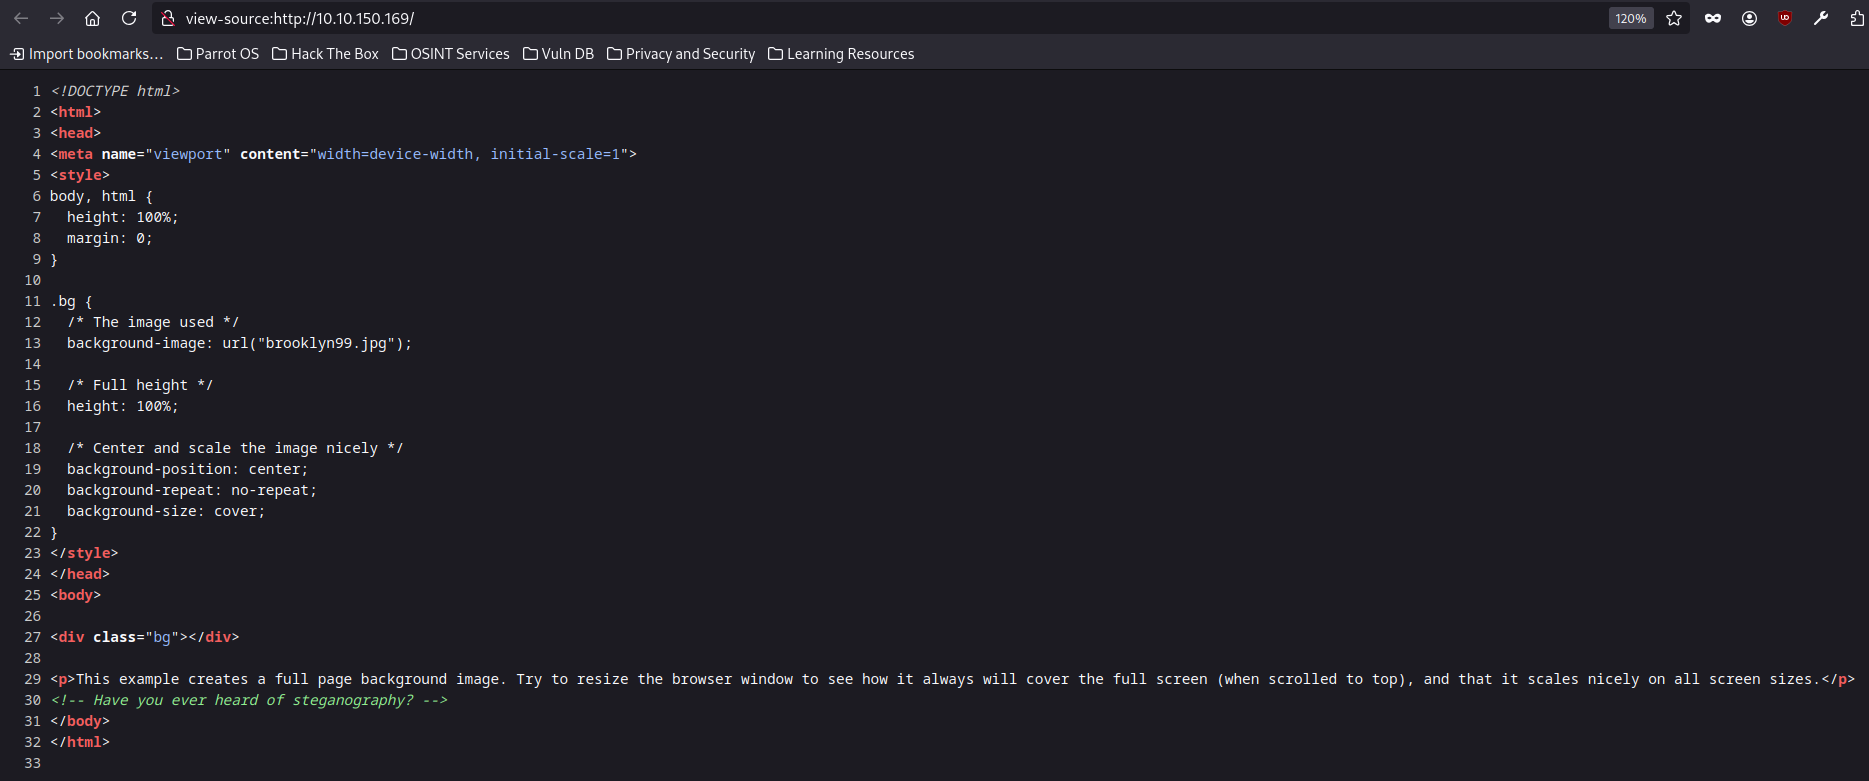 view-source:http://10.10.150.169/
120%
Import bookmarks... Parrot OS Hack The Box OSINT Services Vuln DB Privacy and Security Learning Resources
1 <!DOCTYPE html>
2 <html>
3 <head>
4 <meta name="viewport" content="width=device-width, initial-scale=1">
5 <style>
6 body, html {
7   height: 100%;
8   margin: 0;
9 }
10
11 .bg {
12   /* The image used */
13   background-image: url("brooklyn99.jpg");
14
15   /* Full height */
16   height: 100%;
17
18   /* Center and scale the image nicely */
19   background-position: center;
20   background-repeat: no-repeat;
21   background-size: cover;
22 }
23 </style>
24 </head>
25 <body>
26
27 <div class="bg"></div>
28
29 <p>This example creates a full page background image. Try to resize the browser window to see how it always will cover the full screen (when scrolled to top), and that it scales nicely on all screen sizes.</p>
30 <!-- Have you ever heard of steganography? -->
31 </body>
32 </html>
33